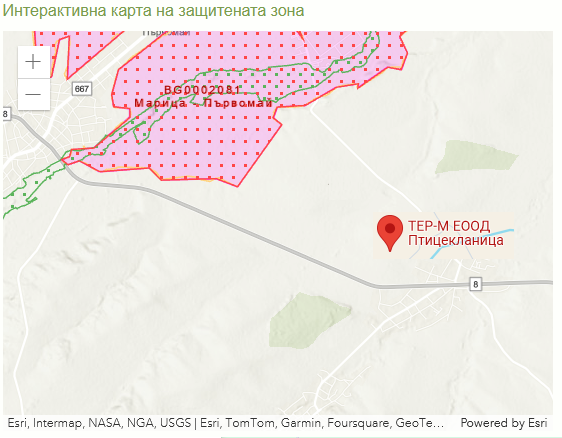 Интерактивна карта на защитената зона
Първомай
+
667
BG0002081
Марица - Първомай
−
8
ТЕР-М ЕООД
Птицекланица
8
Esri, Intermap, NASA, NGA, USGS | Esri, TomTom, Garmin, Foursquare, GeoTe... Powered by Esri